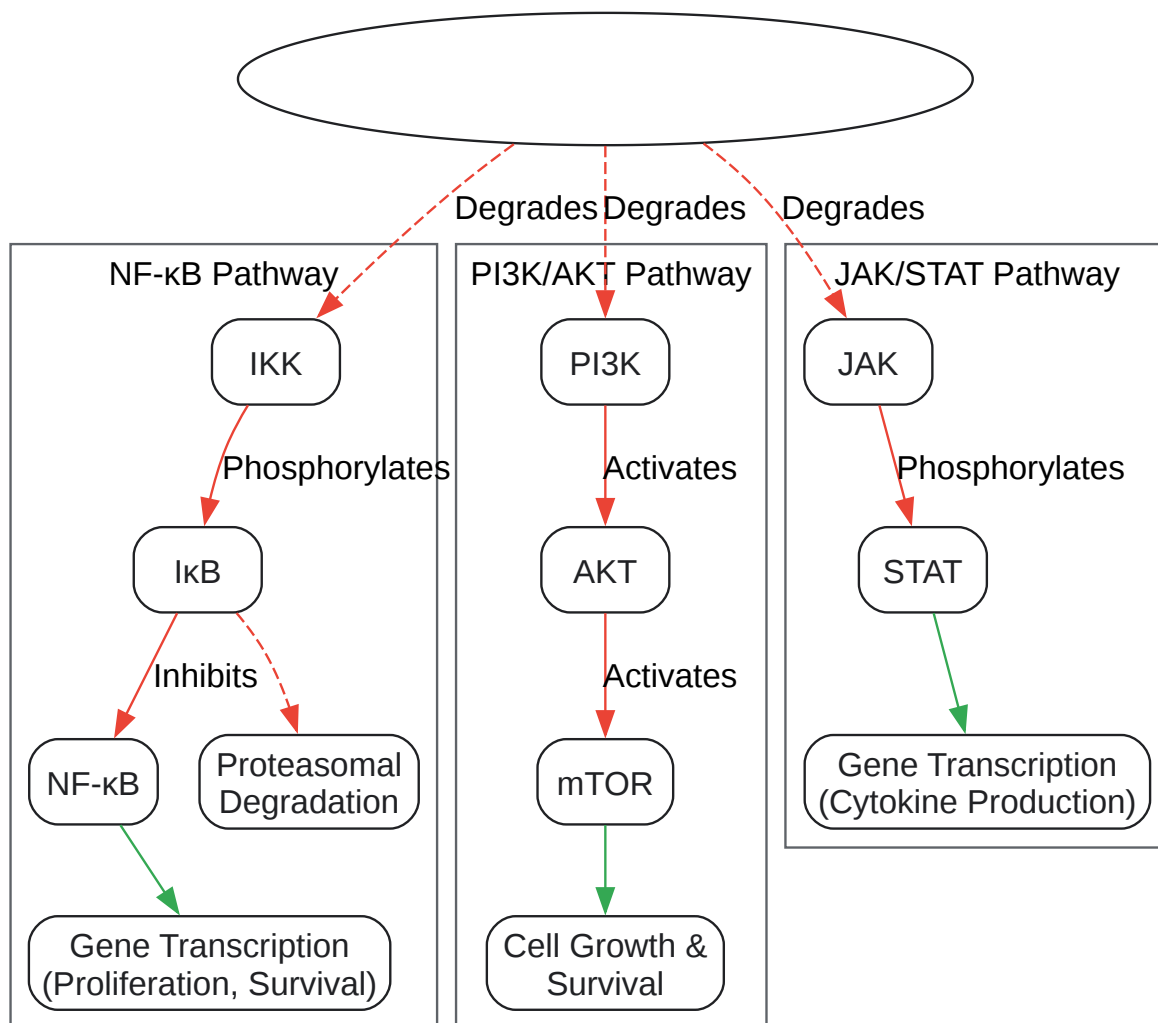 Degrades
Degrades
Degrades
NF-κB Pathway
PI3K/AKT Pathway
JAK/STAT Pathway
IKK
PI3K
JAK
Phosphorylates
Activates
Phosphorylates
IκB
AKT
STAT
Inhibits
Activates
NF-κB
Proteasomal
Degradation
mTOR
Gene Transcription
(Cytokine Production)
Gene Transcription
(Proliferation, Survival)
Cell Growth &
Survival